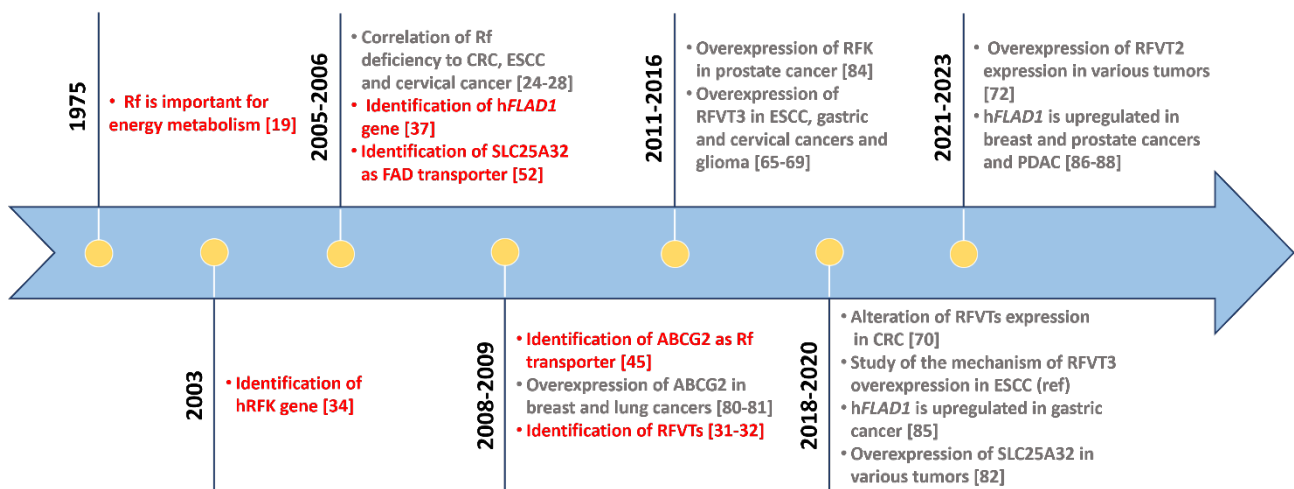 1975
• Rf is important for
energy metabolism [19]
2005-2006
• Correlation of Rf
deficiency to CRC, ESCC
and cervical cancer [24-28]
• Identification of hFLAD1
gene [37]
• Identification of SLC25A32
as FAD transporter [52]
2011-2016
• Overexpression of RFK
in prostate cancer [84]
• Overexpression of
RFVT3 in ESCC, gastric
and cervical cancers and
glioma [65-69]
2021-2023
• Overexpression of RFVT2
expression in various tumors
[72]
• hFLAD1 is upregulated in
breast and prostate cancers
and PDAC [86-88]
2003
• Identification of
hRFK gene [34]
2008-2009
• Identification of ABCG2 as Rf
transporter [45]
• Overexpression of ABCG2 in
breast and lung cancers [80-81]
• Identification of RFVTs [31-32]
2018-2020
• Alteration of RFVTs expression
in CRC [70]
• Study of the mechanism of RFVT3
overexpression in ESCC (ref)
• hFLAD1 is upregulated in gastric
cancer [85]
• Overexpression of SLC25A32 in
various tumors [82]